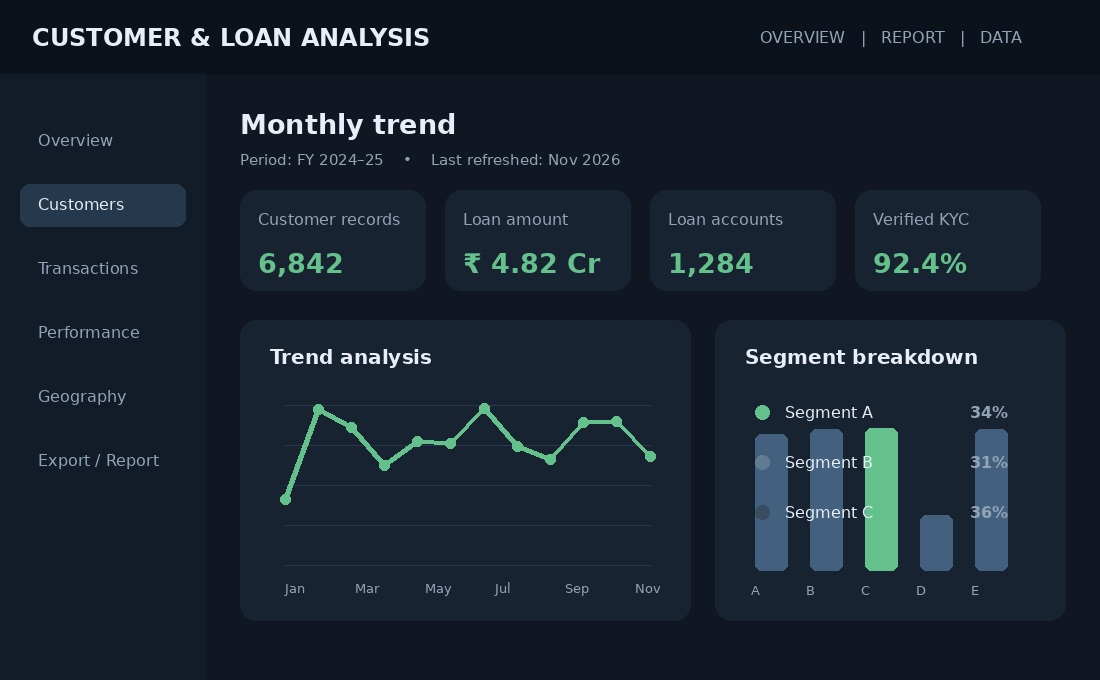 CUSTOMER & LOAN ANALYSIS
OVERVIEW | REPORT | DATA
Overview
Customers
Transactions
Performance
Geography
Export / Report
Monthly trend
Period: FY 2024–25 • Last refreshed: Nov 2026
Customer records
6,842
Loan amount
₹ 4.82 Cr
Loan accounts
1,284
Verified KYC
92.4%
Trend analysis
Jan Mar May Jul Sep Nov
Segment breakdown
Segment A 34%
Segment B 31%
Segment C 36%
A B C D E